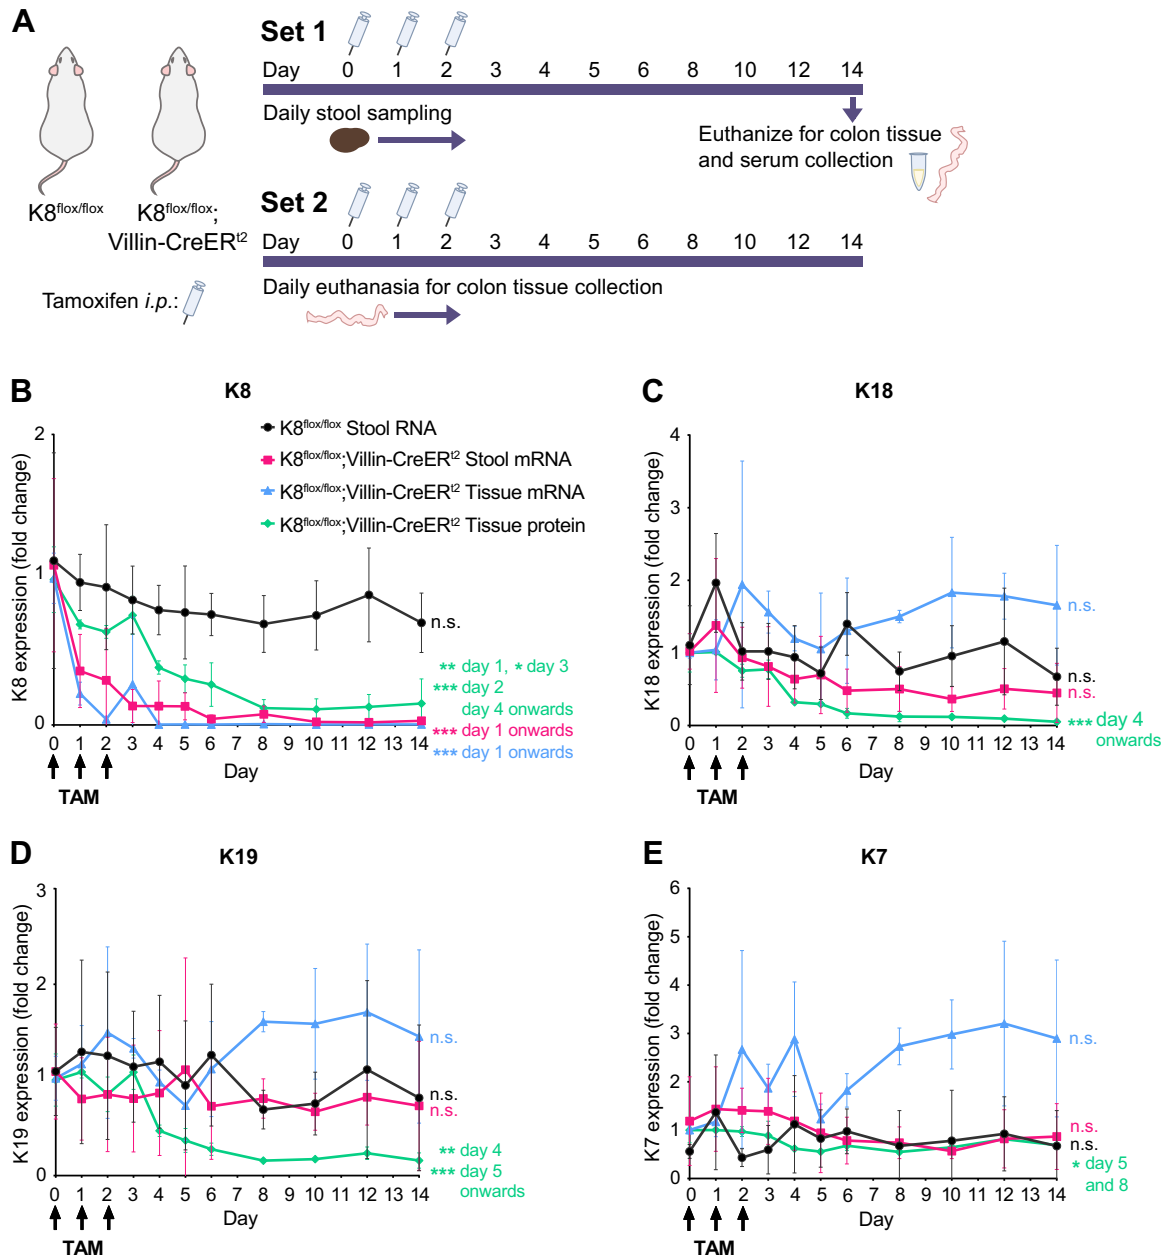 A
Set 1
Day 0 1 2 3 4 5 6 8 10 12 14
Daily stool sampling
Euthanize for colon tissue
and serum collection
K8flox/flox
K8flox/flox;
Villin-CreERt2
Set 2
Day 0 1 2 3 4 5 6 8 10 12 14
Daily euthanasia for colon tissue collection
Tamoxifen i.p.:
B
K8
K8 expression (fold change)
2
1
0
K8flox/flox Stool RNA
K8flox/flox;Villin-CreERt2 Stool mRNA
K8flox/flox;Villin-CreERt2 Tissue mRNA
K8flox/flox;Villin-CreERt2 Tissue protein
n.s.
** day 1, * day 3
*** day 2
day 4 onwards
*** day 1 onwards
*** day 1 onwards
0 1 2 3 4 5 6 7 8 9 10 11 12 13 14
Day
TAM
C
K18
K18 expression (fold change)
4
3
2
1
0
n.s.
n.s.
n.s.
*** day 4
onwards
0 1 2 3 4 5 6 7 8 9 10 11 12 13 14
Day
TAM
D
K19
K19 expression (fold change)
3
2
1
0
n.s.
n.s.
n.s.
** day 4
*** day 5
onwards
0 1 2 3 4 5 6 7 8 9 10 11 12 13 14
Day
TAM
E
K7
K7 expression (fold change)
6
5
4
3
2
1
0
n.s.
n.s.
n.s.
* day 5
and 8
0 1 2 3 4 5 6 7 8 9 10 11 12 13 14
Day
TAM